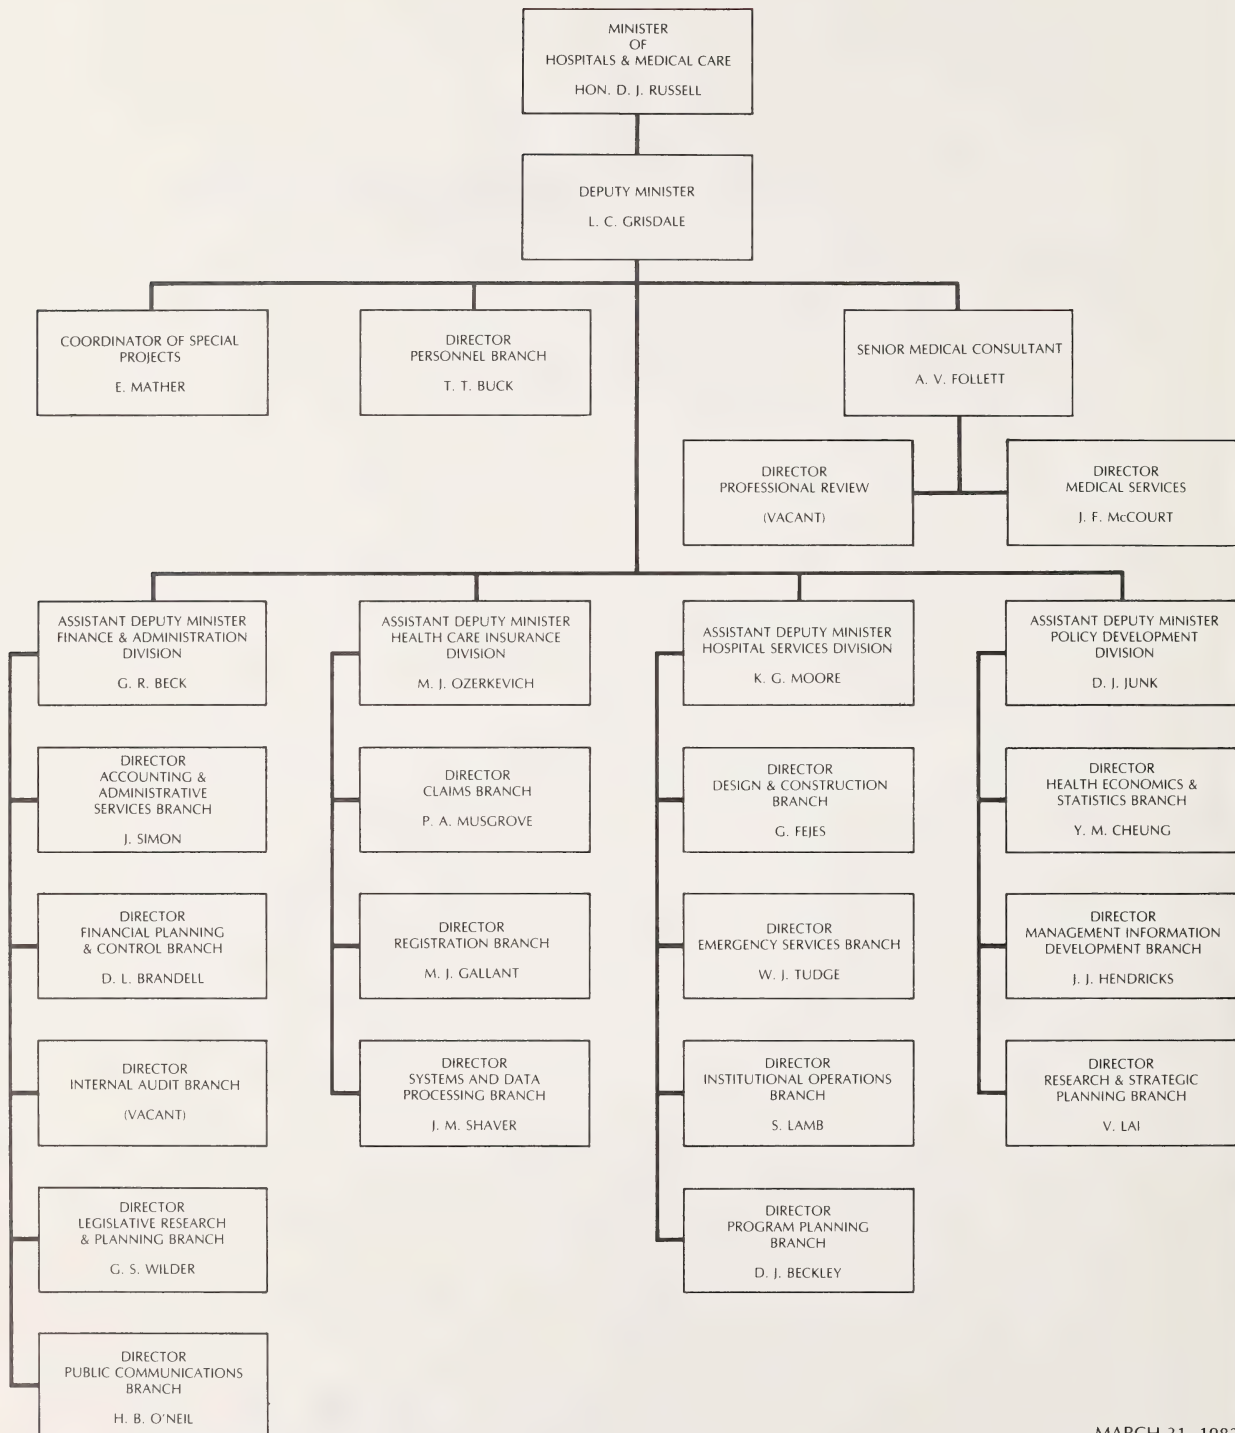 MINISTER
OF
HOSPITALS & MEDICAL CARE
HON. D. J. RUSSELL
DEPUTY MINISTER
L. C. GRISDALE
COORDINATOR OF SPECIAL
PROJECTS
E. MATHER
DIRECTOR
PERSONNEL BRANCH
T. T. BUCK
SENIOR MEDICAL CONSULTANT
A. V. FOLLETT
DIRECTOR
PROFESSIONAL REVIEW
(VACANT)
DIRECTOR
MEDICAL SERVICES
J. F. McCOURT
ASSISTANT DEPUTY MINISTER
FINANCE & ADMINISTRATION
DIVISION
G. R. BECK
ASSISTANT DEPUTY MINISTER
HEALTH CARE INSURANCE
DIVISION
M. J. OZERKEVICH
ASSISTANT DEPUTY MINISTER
HOSPITAL SERVICES DIVISION
K. G. MOORE
ASSISTANT DEPUTY MINISTER
POLICY DEVELOPMENT
DIVISION
D. J. JUNK
DIRECTOR
ACCOUNTING &
ADMINISTRATIVE
SERVICES BRANCH
J. SIMON
DIRECTOR
CLAIMS BRANCH
P. A. MUSGROVE
DIRECTOR
DESIGN & CONSTRUCTION
BRANCH
G. FEJES
DIRECTOR
HEALTH ECONOMICS &
STATISTICS BRANCH
Y. M. CHEUNG
DIRECTOR
FINANCIAL PLANNING
& CONTROL BRANCH
D. L. BRANDELL
DIRECTOR
REGISTRATION BRANCH
M. J. GALLANT
DIRECTOR
EMERGENCY SERVICES BRANCH
W. J. TUDGE
DIRECTOR
MANAGEMENT INFORMATION
DEVELOPMENT BRANCH
J. J. HENDRICKS
DIRECTOR
INTERNAL AUDIT BRANCH
(VACANT)
DIRECTOR
SYSTEMS AND DATA
PROCESSING BRANCH
J. M. SHAVER
DIRECTOR
INSTITUTIONAL OPERATIONS
BRANCH
S. LAMB
DIRECTOR
RESEARCH & STRATEGIC
PLANNING BRANCH
V. LAI
DIRECTOR
LEGISLATIVE RESEARCH
& PLANNING BRANCH
G. S. WILDER
DIRECTOR
PROGRAM PLANNING
BRANCH
D. J. BECKLEY
DIRECTOR
PUBLIC COMMUNICATIONS
BRANCH
H. B. O'NEIL
MARCH 31,